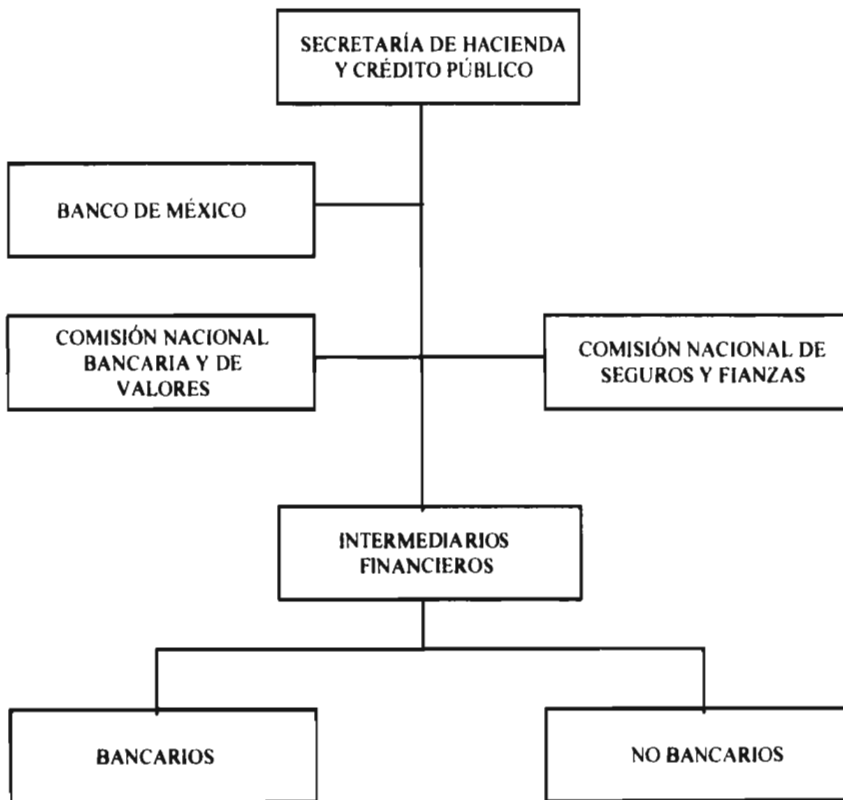 SECRETARÍA DE HACIENDA
Y CRÉDITO PÚBLICO
BANCO DE MÉXICO
COMISIÓN NACIONAL
BANCARIA Y DE
VALORES
COMISIÓN NACIONAL DE
SEGUROS Y FIANZAS
INTERMEDIARIOS
FINANCIEROS
BANCARIOS
NO BANCARIOS